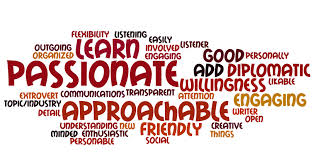 FLEXIBILITY LISTENING EASILY
OUTGOING LEARN INVOLVED LISTENER
ORGANIZED ENGAGING GOOD PERSONALLY
PASSIONATE ADD DIPLOMATIC
WILLINGNESS LIKABLE
EXTROVERT COMMUNICATIONS TRANSPARENT ATTENTION ENGAGING
TOPIC/INDUSTRY APPROACHABLE WRITER
DETAIL OPEN
UNDERSTANDING NEW FRIENDLY CREATIVE
MINDED ENTHUSIASTIC THINGS
PERSONABLE SOCIAL